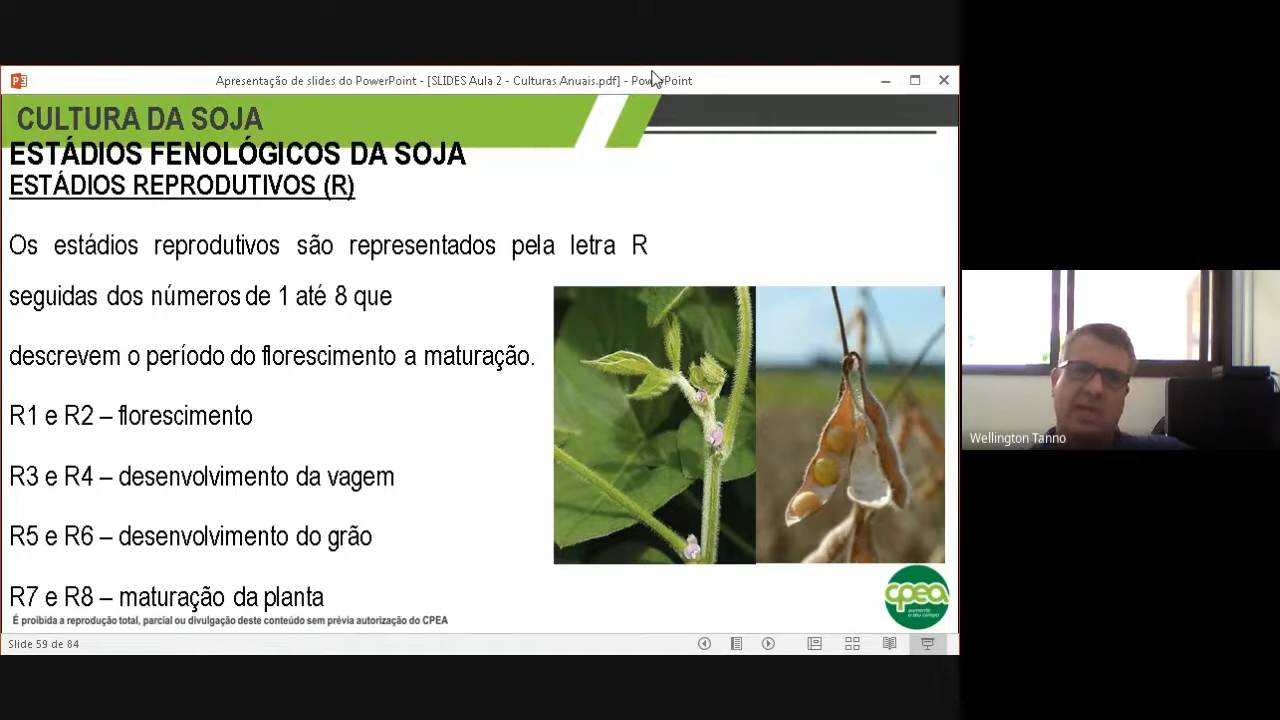 Apresentação de slides do PowerPoint - [SLIDES Aula 2 - Culturas Anuais.pdf] - PowerPoint
CULTURA DA SOJA
ESTÁDIOS FENOLÓGICOS DA SOJA
ESTÁDIOS REPRODUTIVOS (R)
Os estádios reprodutivos são representados pela letra R
seguidas dos números de 1 até 8 que
descrevem o período do florescimento a maturação.
R1 e R2 – florescimento
R3 e R4 – desenvolvimento da vagem
R5 e R6 – desenvolvimento do grão
R7 e R8 – maturação da planta
É proibida a reprodução total, parcial ou divulgação deste conteúdo sem prévia autorização do CPEA
cpea
aumente
o seu campo
Slide 59 de 84
Wellington Tanno